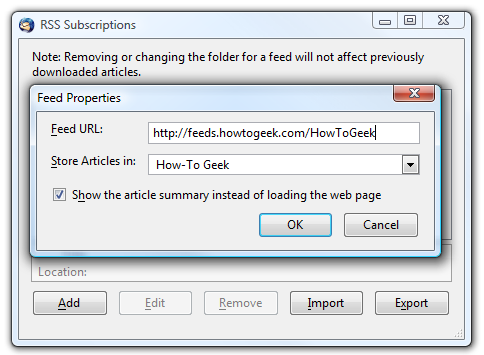 RSS Subscriptions
Note: Removing or changing the folder for a feed will not affect previously
downloaded articles.
Feed Properties
Feed URL: http://feeds.howtogeek.com/HowToGeek
Store Articles in: How-To Geek
Show the article summary instead of loading the web page
OK Cancel
Location:
Add Edit Remove Import Export